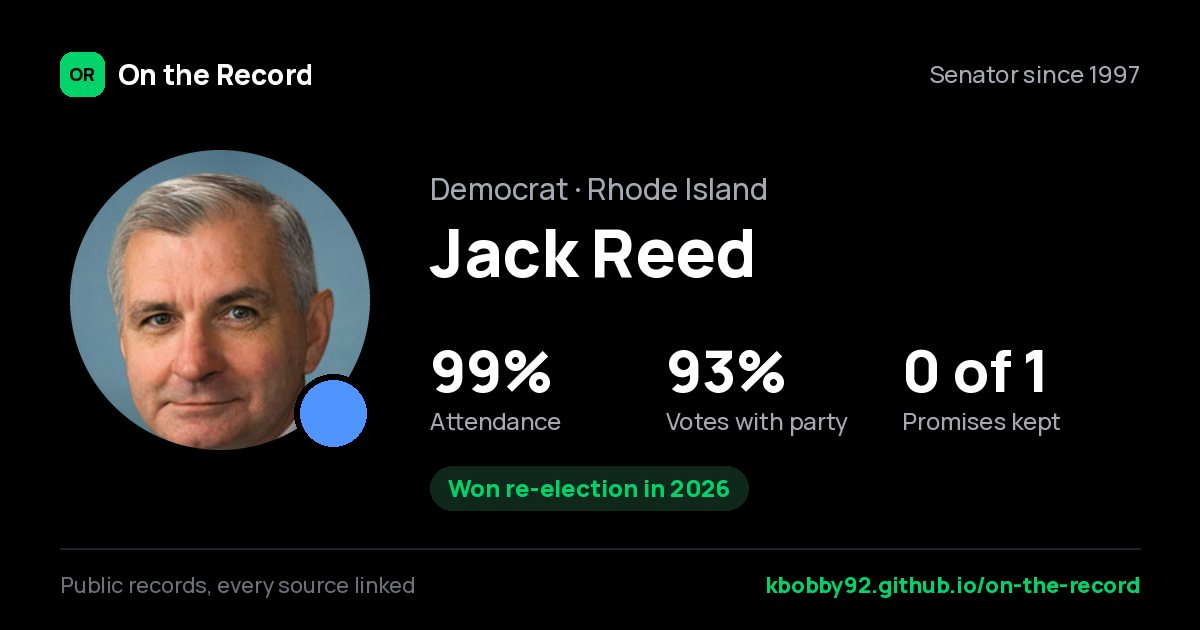 OR On the Record
Senator since 1997
Democrat · Rhode Island
Jack Reed
99% 93% 0 of 1
Attendance Votes with party Promises kept
Won re-election in 2026
Public records, every source linked
kbobby92.github.io/on-the-record